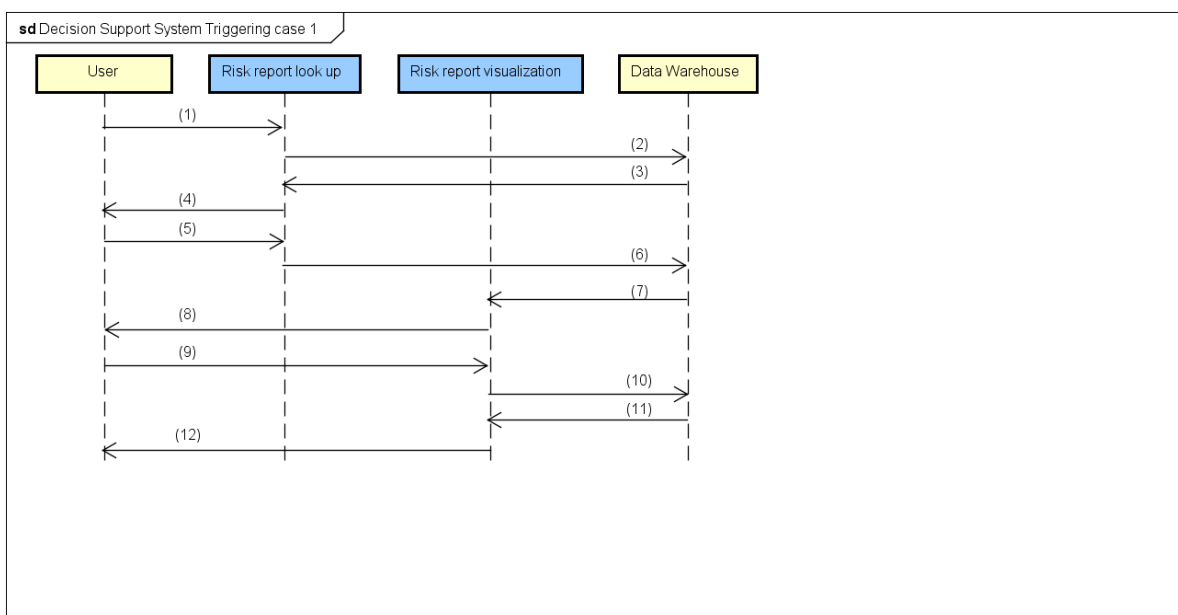 sd Decision Support System Triggering case 1
User
Risk report look up
Risk report visualization
Data Warehouse
(1)
(2)
(3)
(4)
(5)
(6)
(7)
(8)
(9)
(10)
(11)
(12)